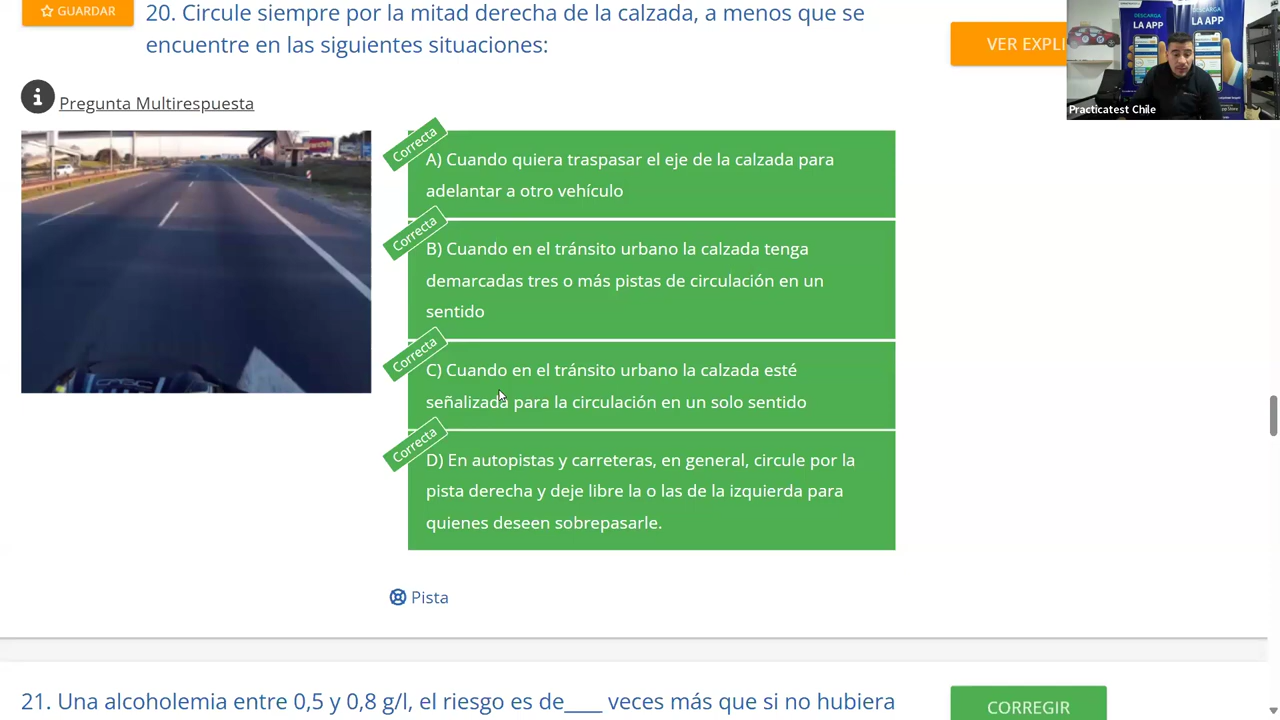 GUARDAR
20. Circule siempre por la mitad derecha de la calzada, a menos que se
encuentre en las siguientes situaciones:
VER EXPLI
DESCARGA
LA APP
DESCARGA
LA APP
Practicatest Chile
Pregunta Multirespuesta
Correcta
A) Cuando quiera traspasar el eje de la calzada para
adelantar a otro vehículo
Correcta
B) Cuando en el tránsito urbano la calzada tenga
demarcadas tres o más pistas de circulación en un
sentido
Correcta
C) Cuando en el tránsito urbano la calzada esté
señalizada para la circulación en un solo sentido
Correcta
D) En autopistas y carreteras, en general, circule por la
pista derecha y deje libre la o las de la izquierda para
quienes deseen sobrepasarle.
Pista
21. Una alcoholemia entre 0,5 y 0,8 g/l, el riesgo es de____ veces más que si no hubiera
CORREGIR